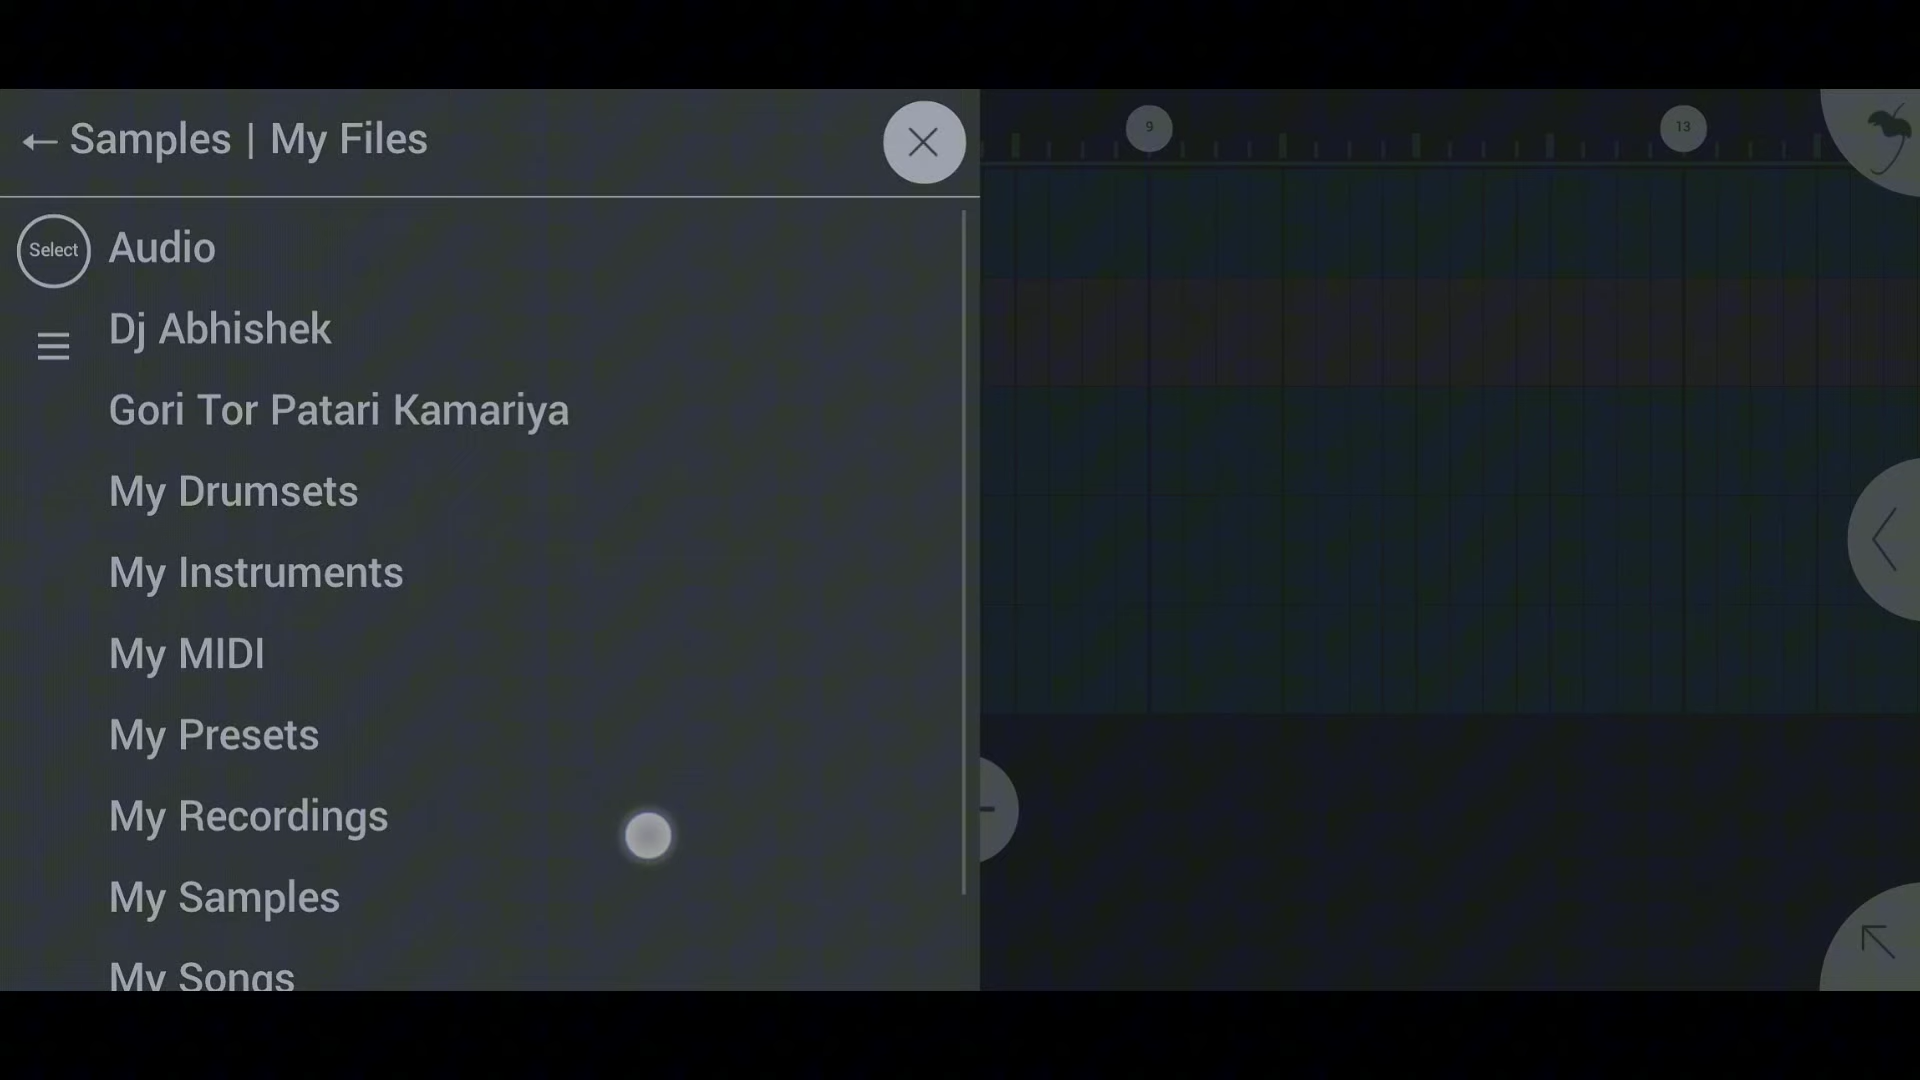 Samples | My Files
9
13
Select
Audio
Dj Abhishek
Gori Tor Patari Kamariya
My Drumsets
My Instruments
My MIDI
My Presets
My Recordings
My Samples
My Songs